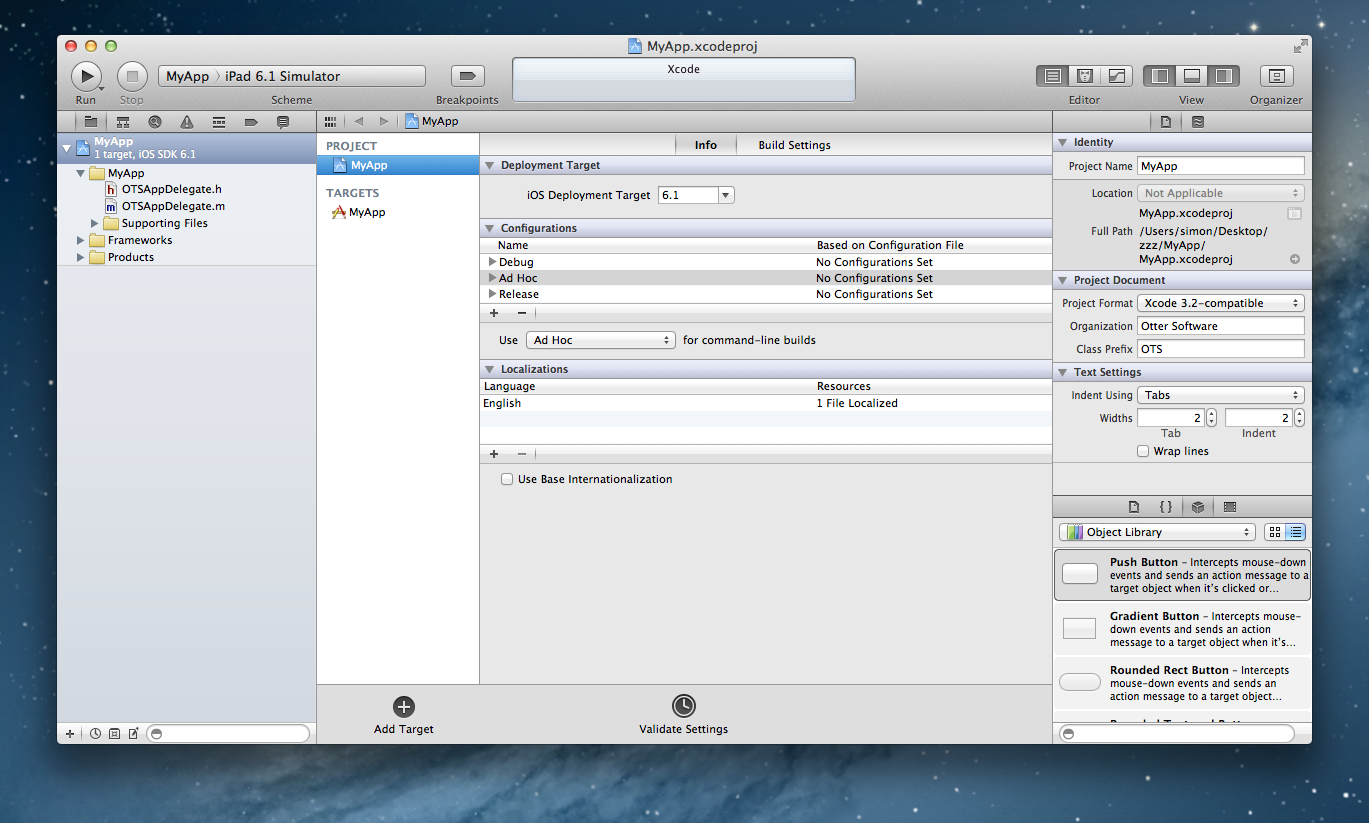 MyApp.xcodeproj
MyApp 〉 iPad 6.1 Simulator
Xcode
Run
Stop
Scheme
Breakpoints
Editor
View
Organizer
MyApp
1 target, iOS SDK 6.1
MyApp
h OTSAppDelegate.h
m OTSAppDelegate.m
Supporting Files
Frameworks
Products
MyApp
PROJECT
MyApp
TARGETS
MyApp
Info
Build Settings
Deployment Target
iOS Deployment Target 6.1
Configurations
Name Based on Configuration File
Debug No Configurations Set
Ad Hoc No Configurations Set
Release No Configurations Set
+ −
Use Ad Hoc for command-line builds
Localizations
Language Resources
English 1 File Localized
+ −
Use Base Internationalization
Add Target
Validate Settings
Identity
Project Name MyApp
Location Not Applicable
MyApp.xcodeproj
Full Path /Users/simon/Desktop/
zzz/MyApp/
MyApp.xcodeproj
Project Document
Project Format Xcode 3.2-compatible
Organization Otter Software
Class Prefix OTS
Text Settings
Indent Using Tabs
Widths 2 2
Tab Indent
Wrap lines
{ }
Object Library
Push Button – Intercepts mouse-down
events and sends an action message to a
target object when it's clicked or...
Gradient Button – Intercepts mouse-
down events and sends an action
message to a target object when it's...
Rounded Rect Button – Intercepts
mouse-down events and sends an
action message to a target object...